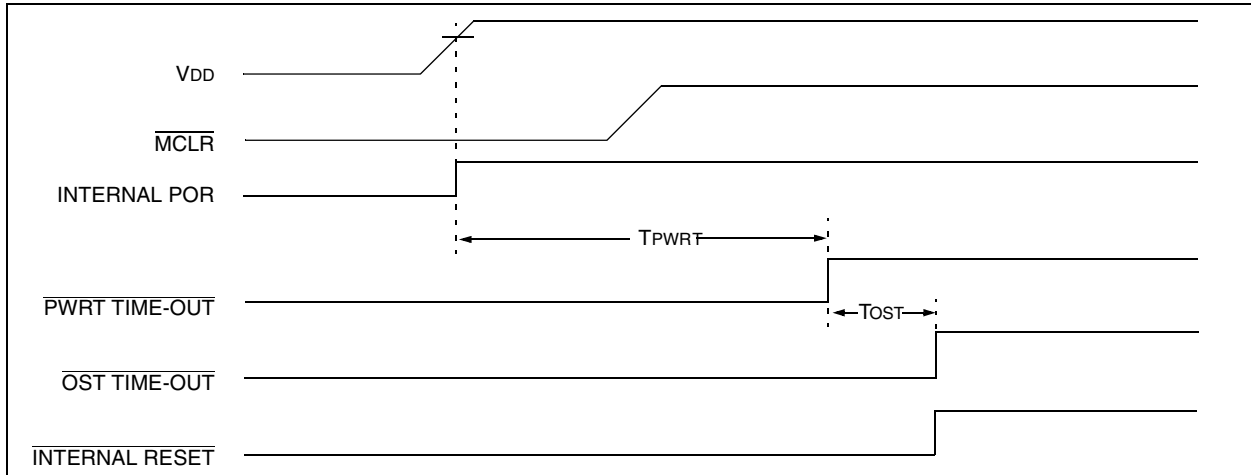 VDD
MCLR
INTERNAL POR
TPWRT
PWRT TIME-OUT
TOST
OST TIME-OUT
INTERNAL RESET